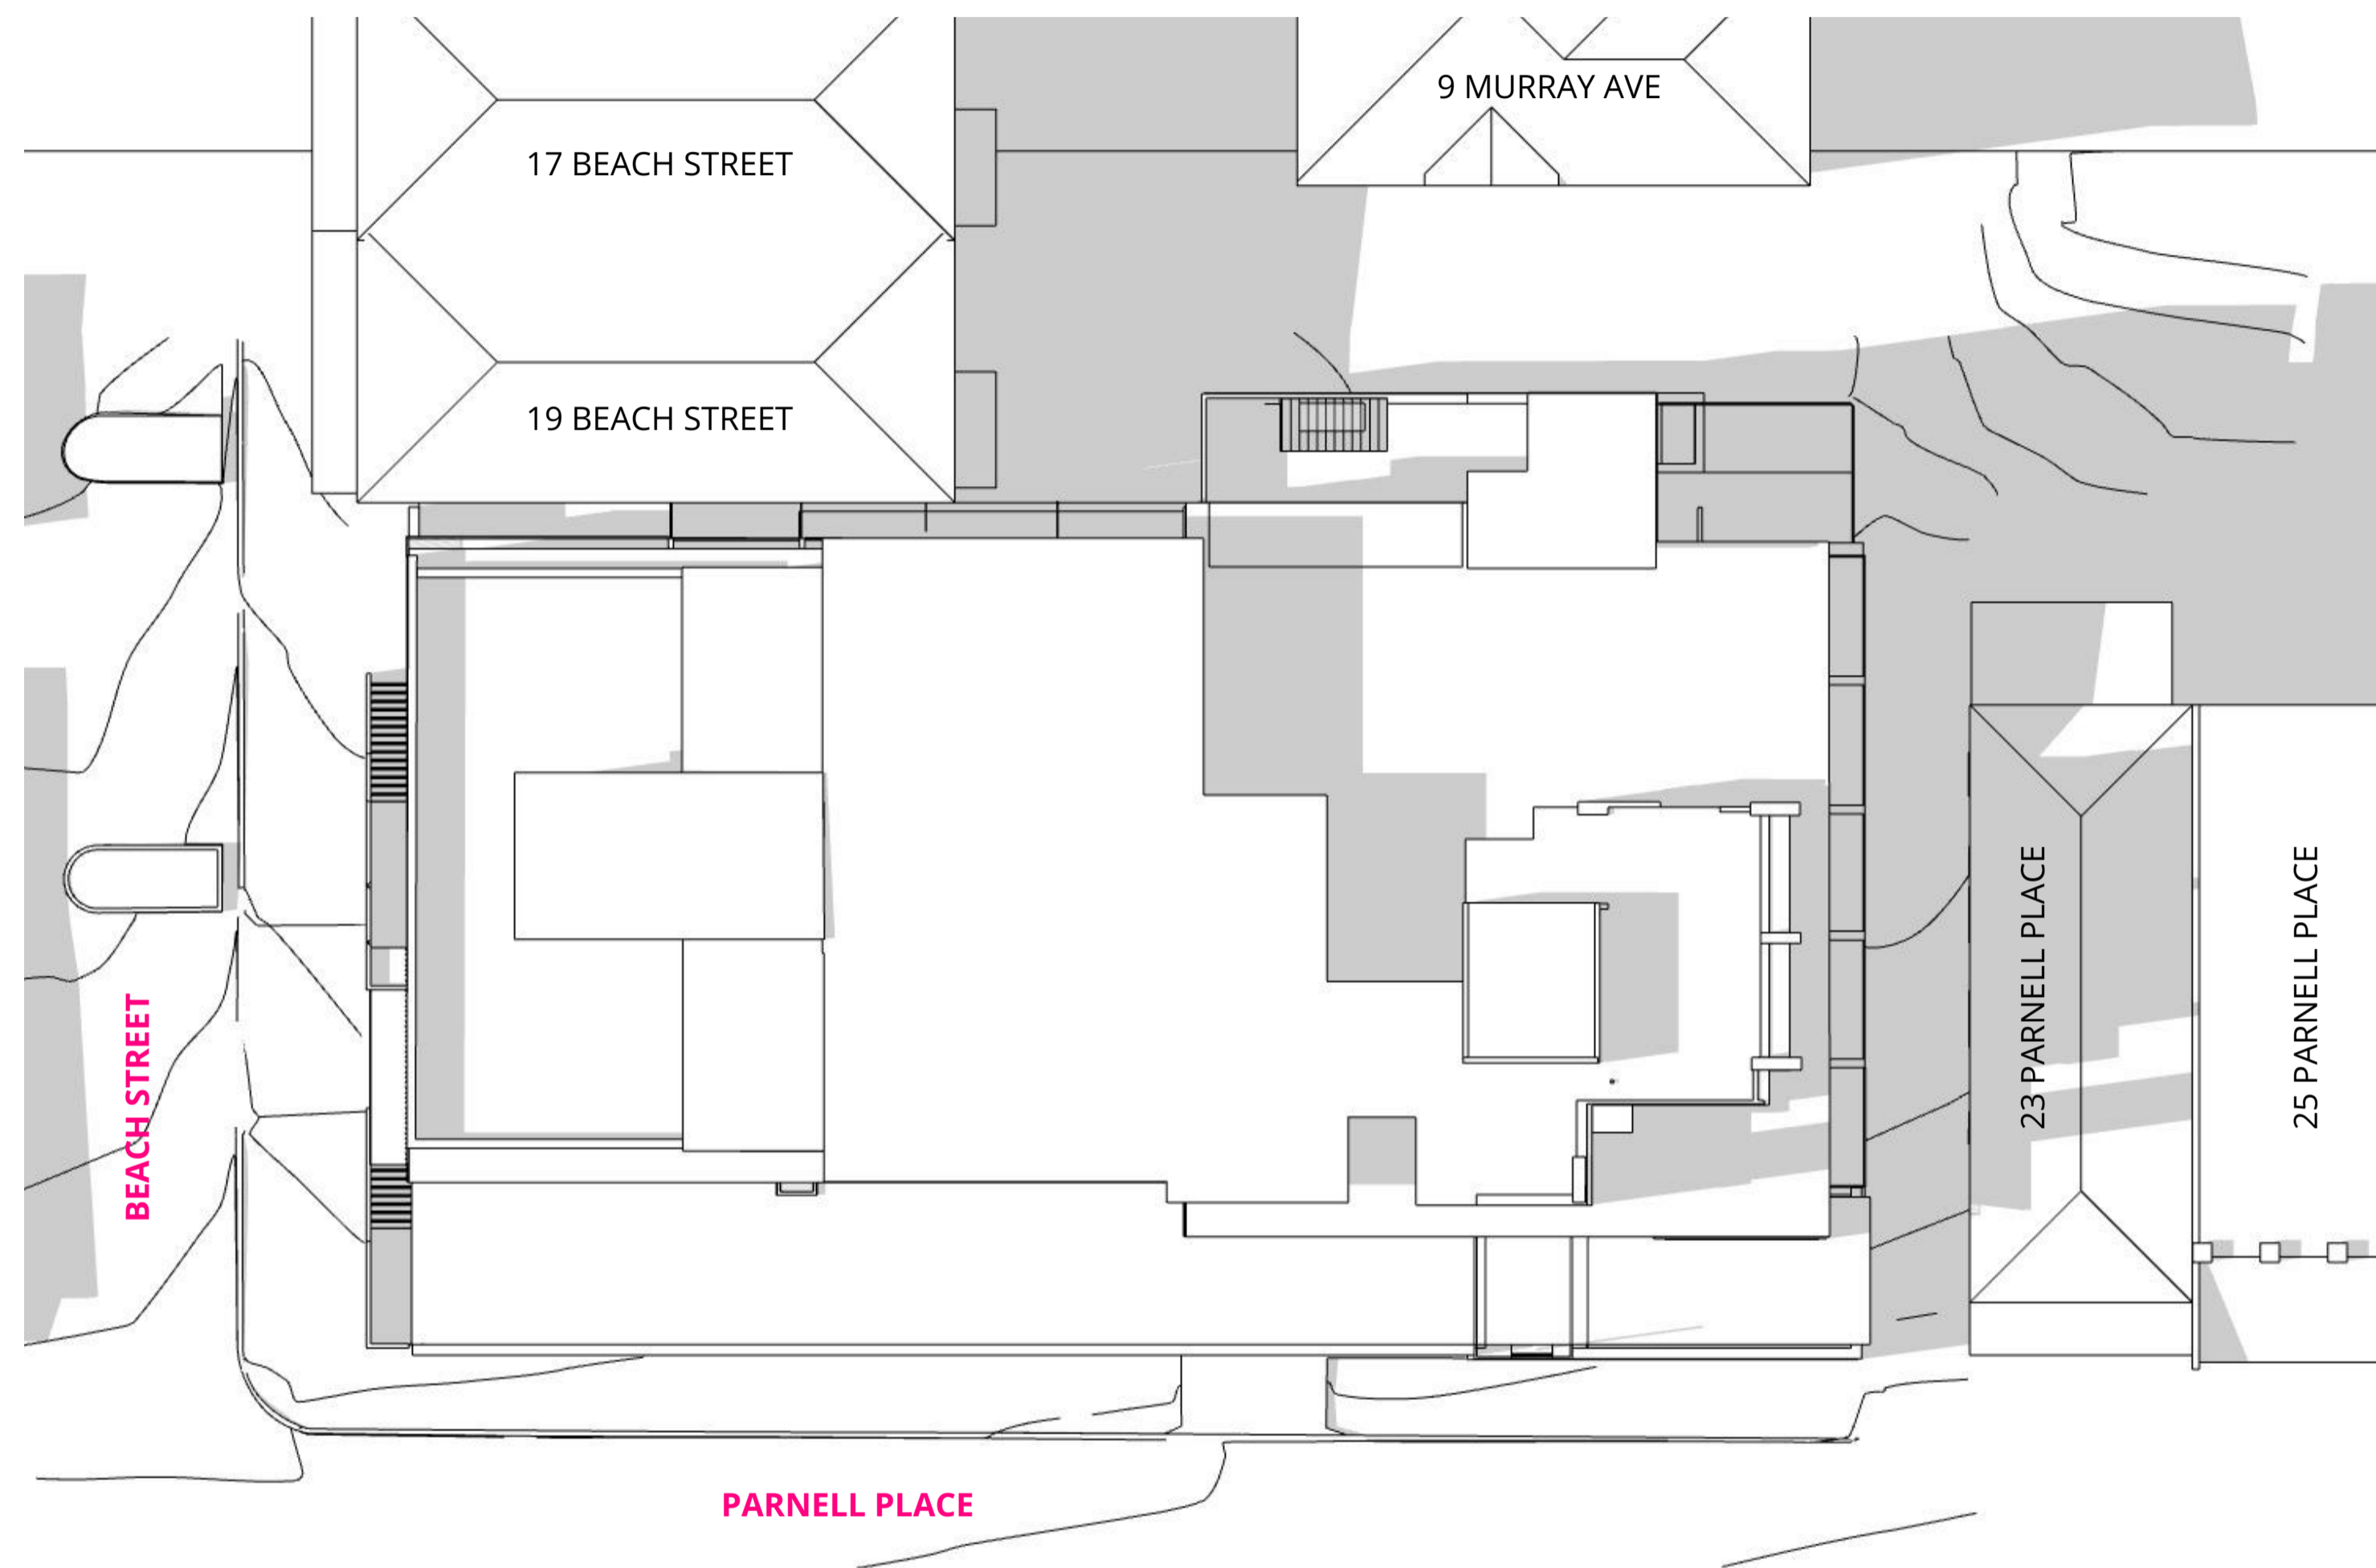 9 MURRAY AVE
17 BEACH STREET
19 BEACH STREET
23 PARNELL PLACE
25 PARNELL PLACE
BEACH STREET
PARNELL PLACE